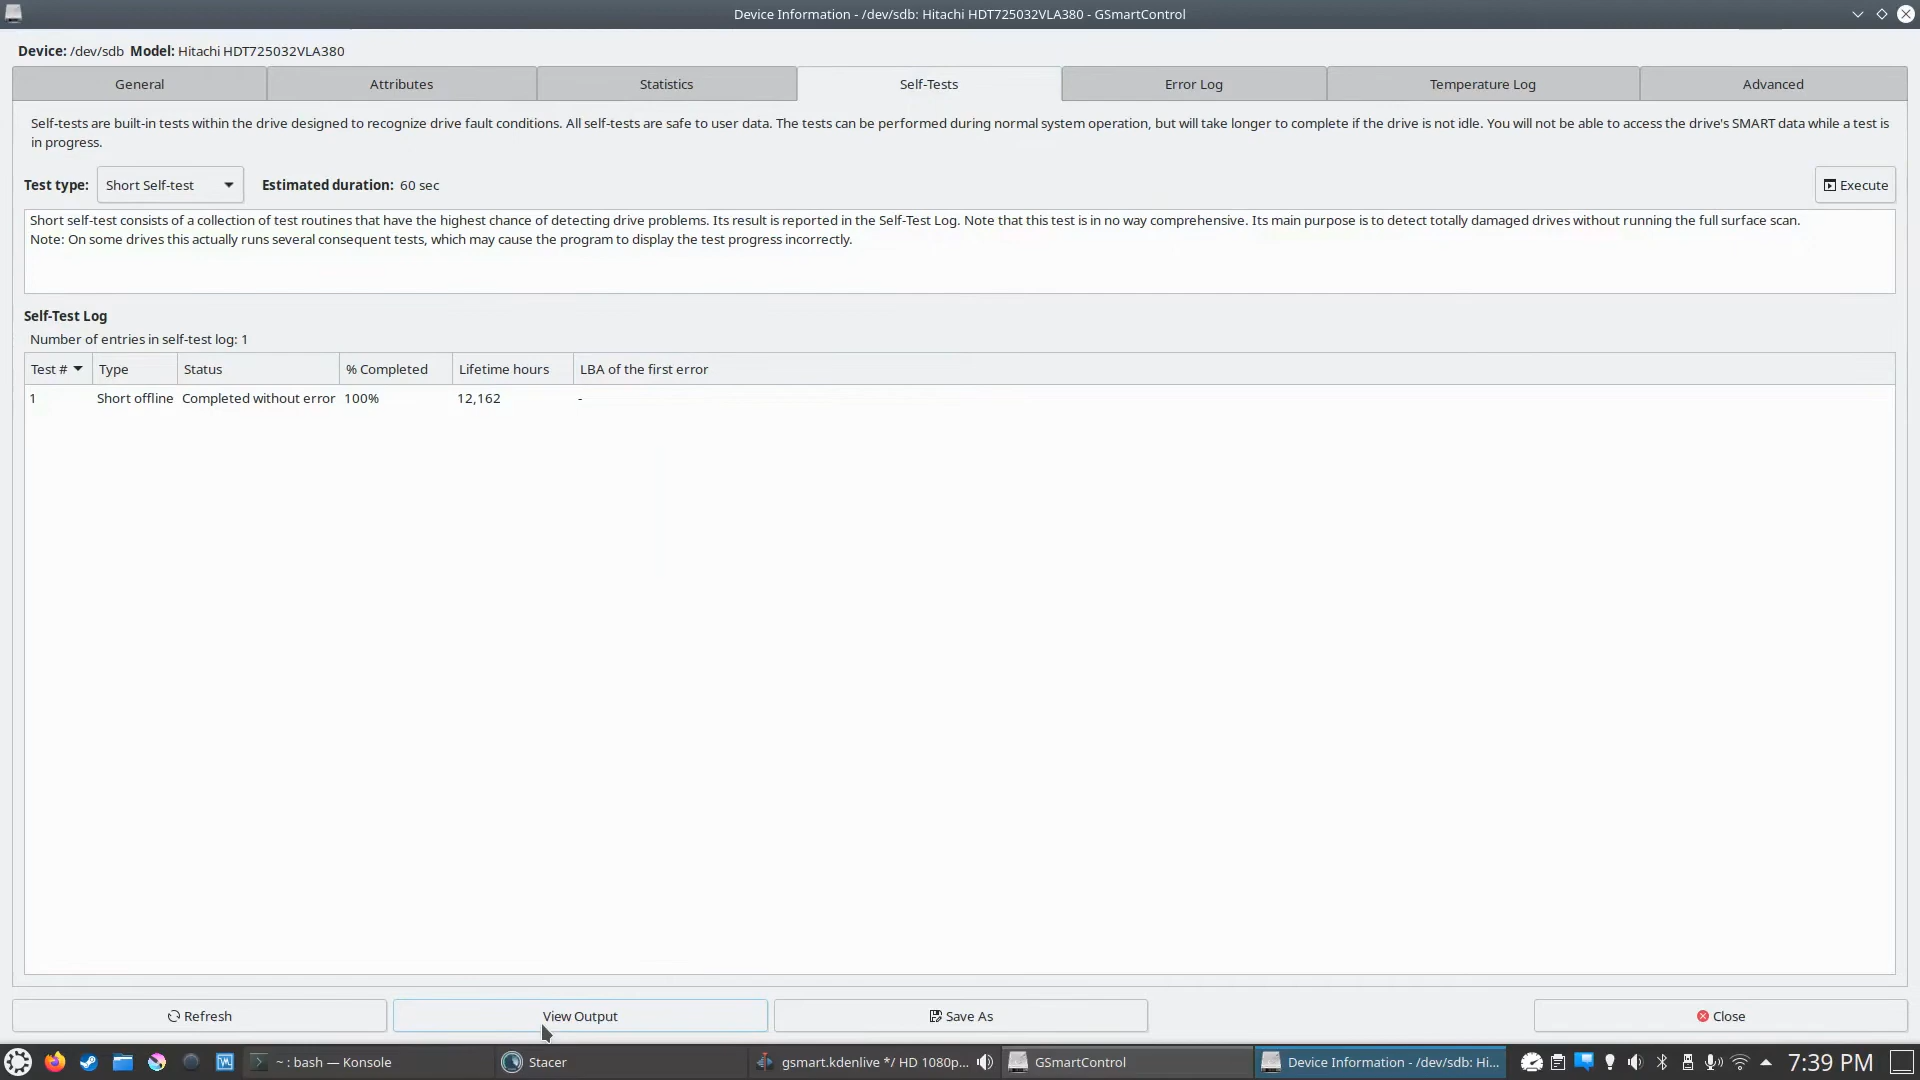 Device Information - /dev/sdb: Hitachi HDT725032VLA380 - GSmartControl
Device: /dev/sdb Model: Hitachi HDT725032VLA380
General Attributes Statistics Self-Tests Error Log Temperature Log Advanced
Self-tests are built-in tests within the drive designed to recognize drive fault conditions. All self-tests are safe to user data. The tests can be performed during normal system operation, but will take longer to complete if the drive is not idle. You will not be able to access the drive's SMART data while a test is
in progress.
Test type: Short Self-test Estimated duration: 60 sec Execute
Short self-test consists of a collection of test routines that have the highest chance of detecting drive problems. Its result is reported in the Self-Test Log. Note that this test is in no way comprehensive. Its main purpose is to detect totally damaged drives without running the full surface scan.
Note: On some drives this actually runs several consequent tests, which may cause the program to display the test progress incorrectly.
Self-Test Log
Number of entries in self-test log: 1
Test # Type Status % Completed Lifetime hours LBA of the first error
1 Short offline Completed without error 100% 12,162 -
Refresh View Output Save As Close
~ : bash — Konsole Stacer gsmart.kdenlive */ HD 1080p... GSmartControl Device Information - /dev/sdb: Hi... 7:39 PM